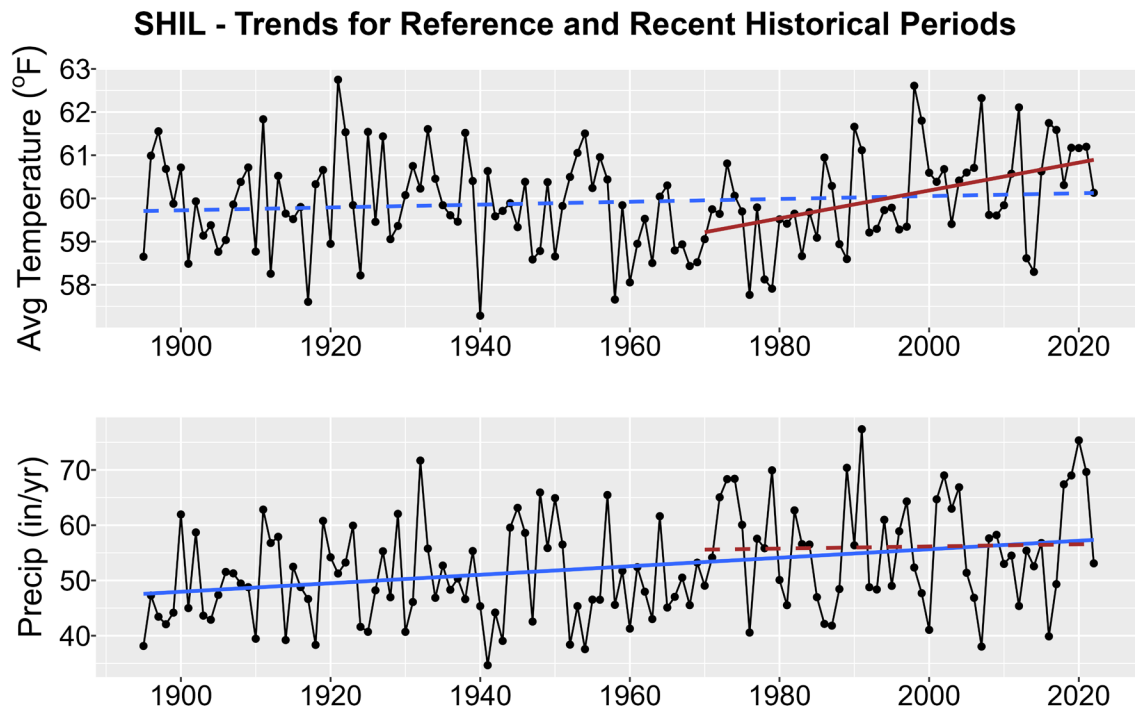 SHIL - Trends for Reference and Recent Historical Periods
Avg Temperature (°F)
63
62
61
60
59
58
1900 1920 1940 1960 1980 2000 2020
Precip (in/yr)
70
60
50
40
1900 1920 1940 1960 1980 2000 2020